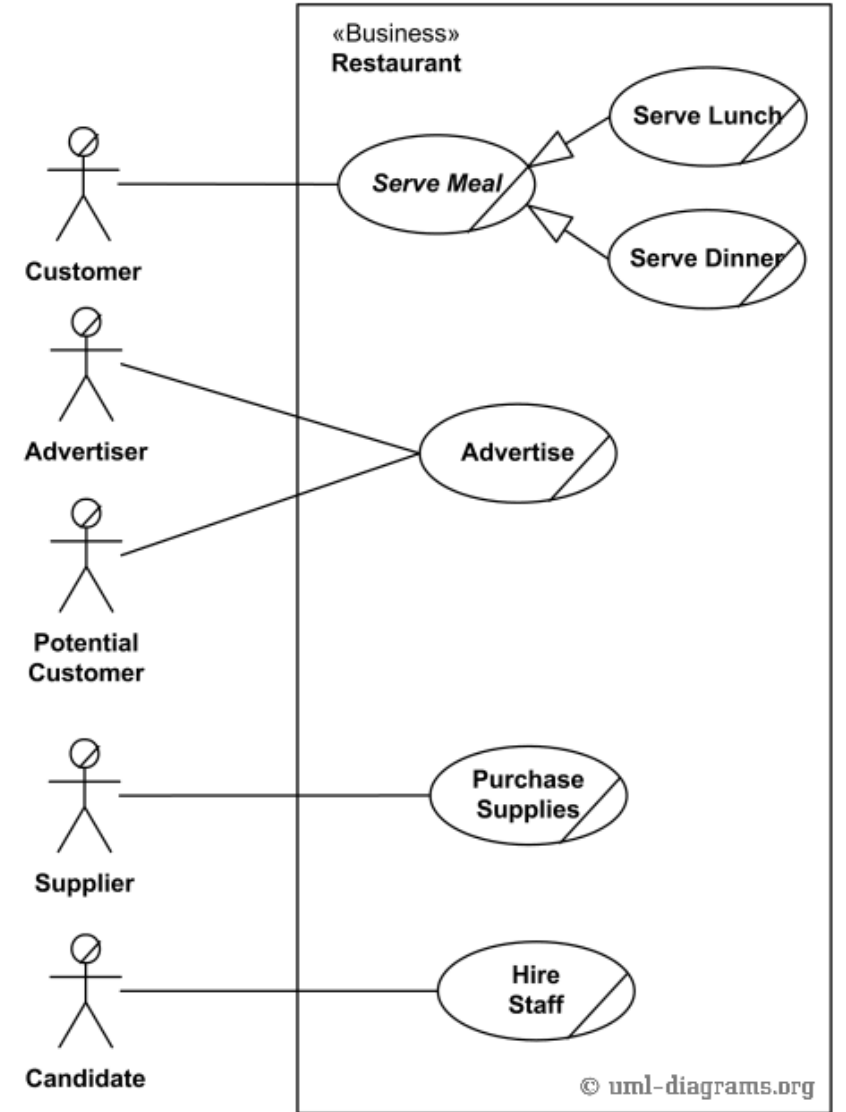 «Business»
Restaurant
Serve Lunch
Serve Meal
Serve Dinner
Customer
Advertiser
Advertise
Potential
Customer
Purchase
Supplies
Supplier
Hire
Staff
Candidate
© uml-diagrams.org